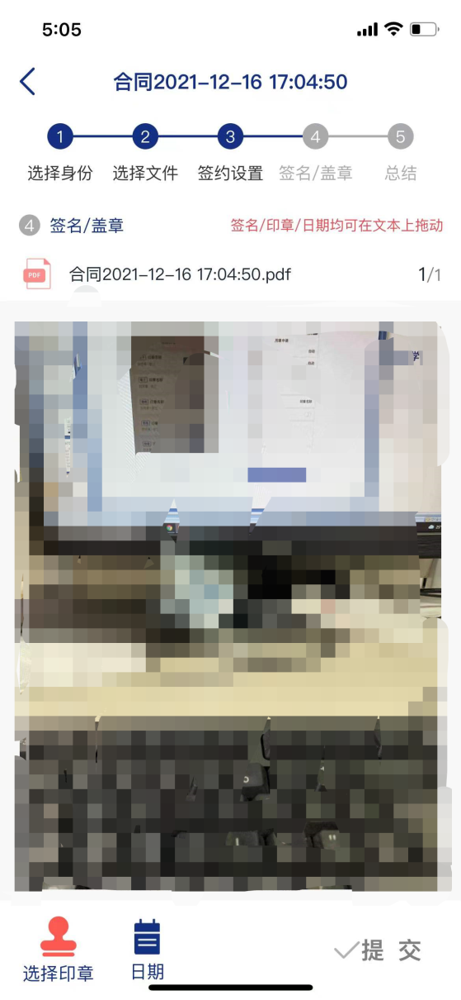 5:05
合同2021-12-16 17:04:50
1 2 3 4 5
选择身份 选择文件 签约设置 签名/盖章 总结
4 签名/盖章 签名/印章/日期均可在文本上拖动
PDF 合同2021-12-16 17:04:50.pdf 1/1
学
选择印章 日期 提 交